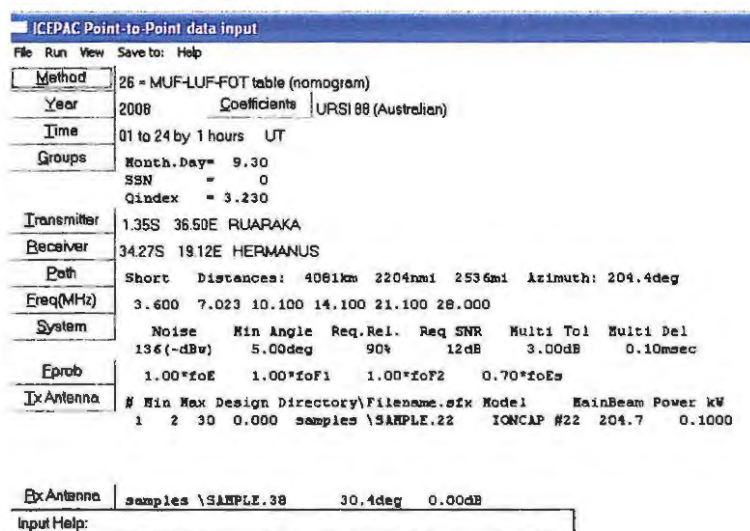 ICEPAC Point-to-Point data input
File Run View Save to: Help
Method 26 = MUF-LUF-FOT table (nomogram)
Year 2008 Coefficients URSI 88 (Australian)
Time 01 to 24 by 1 hours UT
Groups Month.Day= 9.30
SSN = 0
Qindex = 3.230
Transmitter 1.35S 36.50E RUARAKA
Receiver 34.27S 19.12E HERMANUS
Path Short Distances: 4081km 2204nmi 2536mi Azimuth: 204.4deg
Freq(MHz) 3.600 7.023 10.100 14.100 21.100 28.000
System Noise Min Angle Req.Rel. Req SNR Multi Tol Multi Del
136(-dBw) 5.00deg 90% 12dB 3.00dB 0.10msec
Fprob 1.00*foE 1.00*foF1 1.00*foF2 0.70*foEs
Tx Antenna # Min Max Design Directory\Filename.sfx Model MainBeam Power kW
1 2 30 0.000 samples \SAMPLE.22 IONCAP #22 204.7 0.1000
Rx Antenna samples \SAMPLE.38 30.4deg 0.00dB
Input Help: